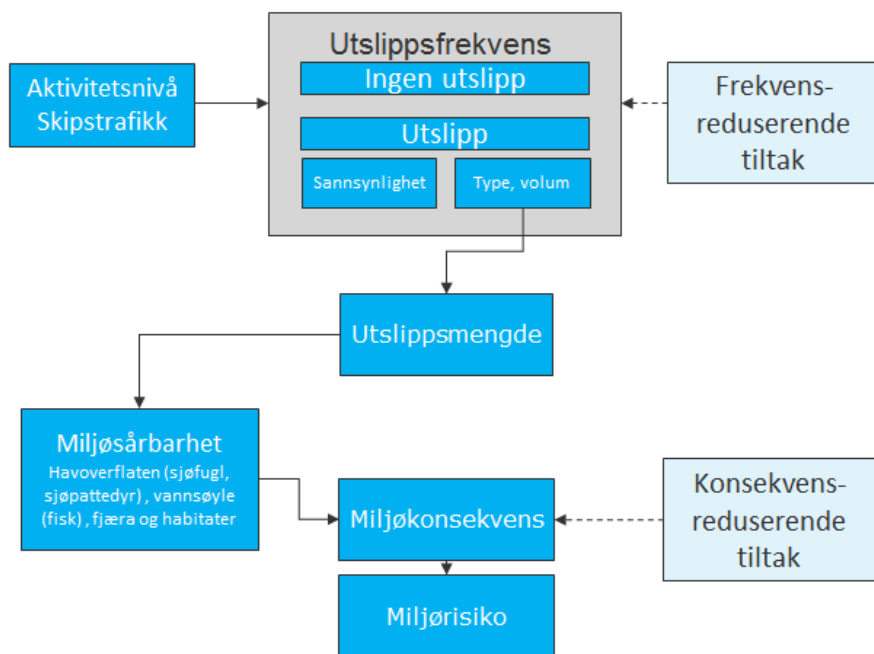 Utslippsfrekvens
Ingen utslipp
Aktivitetsnivå
Skipstrafikk
Utslipp
Sannsynlighet
Type, volum
Frekvens-
reduserende
tiltak
Utslippsmengde
Miljøsårbarhet
Havoverflaten (sjøfugl,
sjøpattedyr) , vannsøyle
(fisk) , fjæra og habitater
Miljøkonsekvens
Konsekvens-
reduserende
tiltak
Miljørisiko